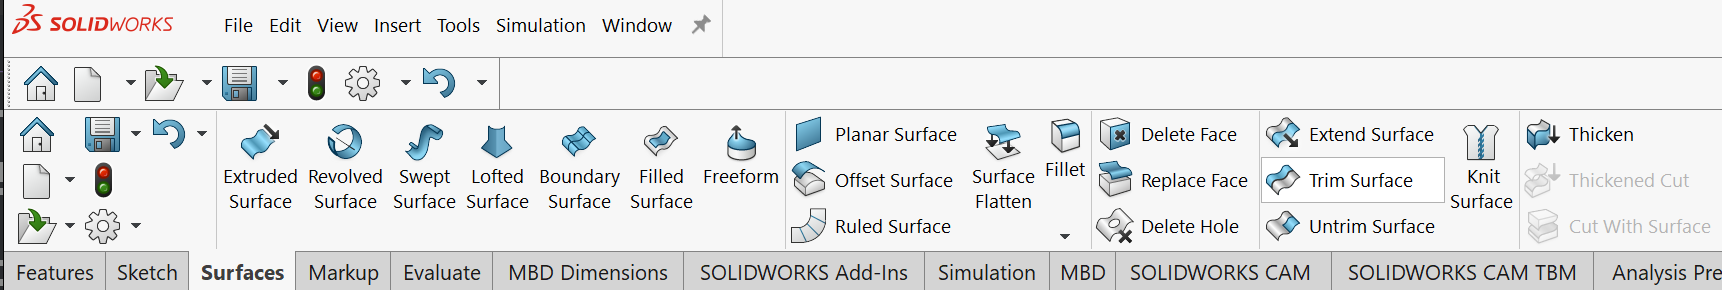 SOLIDWORKS File Edit View Insert Tools Simulation Window
Extruded Surface
Revolved Surface
Swept Surface
Lofted Surface
Boundary Surface
Filled Surface
Freeform
Planar Surface
Offset Surface
Ruled Surface
Surface Flatten
Fillet
Delete Face
Replace Face
Delete Hole
Extend Surface
Trim Surface
Untrim Surface
Knit Surface
Thicken
Thickened Cut
Cut With Surface
Features Sketch Surfaces Markup Evaluate MBD Dimensions SOLIDWORKS Add-Ins Simulation MBD SOLIDWORKS CAM SOLIDWORKS CAM TBM Analysis Pre